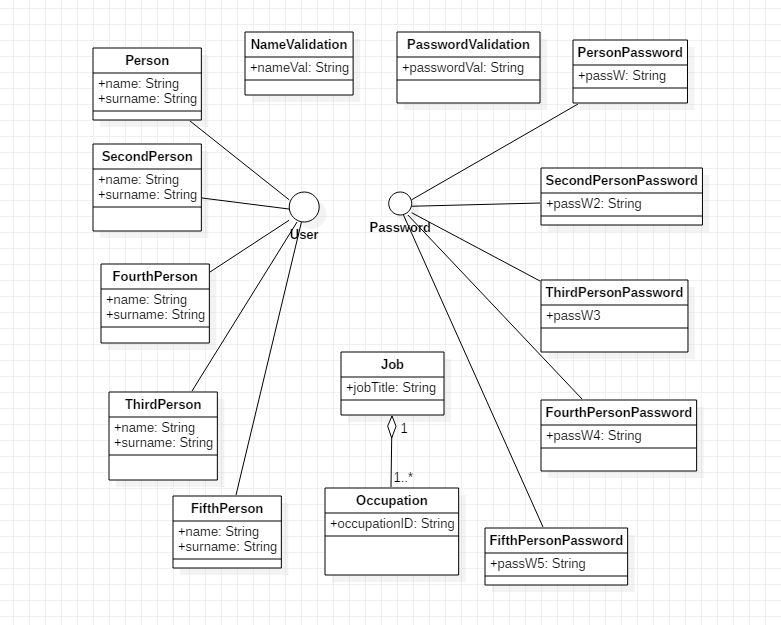 Person
+name: String
+surname: String
NameValidation
+nameVal: String
PasswordValidation
+passwordVal: String
PersonPassword
+passW: String
SecondPerson
+name: String
+surname: String
User
Password
SecondPersonPassword
+passW2: String
FourthPerson
+name: String
+surname: String
ThirdPersonPassword
+passW3
Job
+jobTitle: String
1
1..*
ThirdPerson
+name: String
+surname: String
FourthPersonPassword
+passW4: String
FifthPerson
+name: String
+surname: String
Occupation
+occupationID: String
FifthPersonPassword
+passW5: String